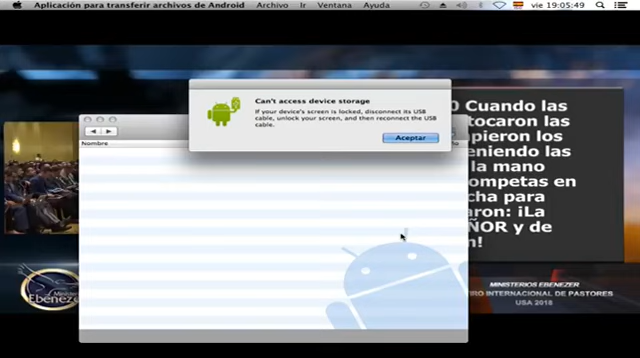 Aplicación para transferir archivos de Android Archivo Ir Ventana Ayuda vie 19:05:49
Can't access device storage
If your device's screen is locked, disconnect its USB
cable, unlock your screen, and then reconnect the USB
cable.
Aceptar
Nombre
0 Cuando las
tocaron las
pieron los
eniendo las
la mano
ompetas en
cha para
aron: ¡La
ÑOR y de
n!
Ebenezer
MINISTERIOS EBENEZER
TRO INTERNACIONAL DE PASTORES
USA 2018